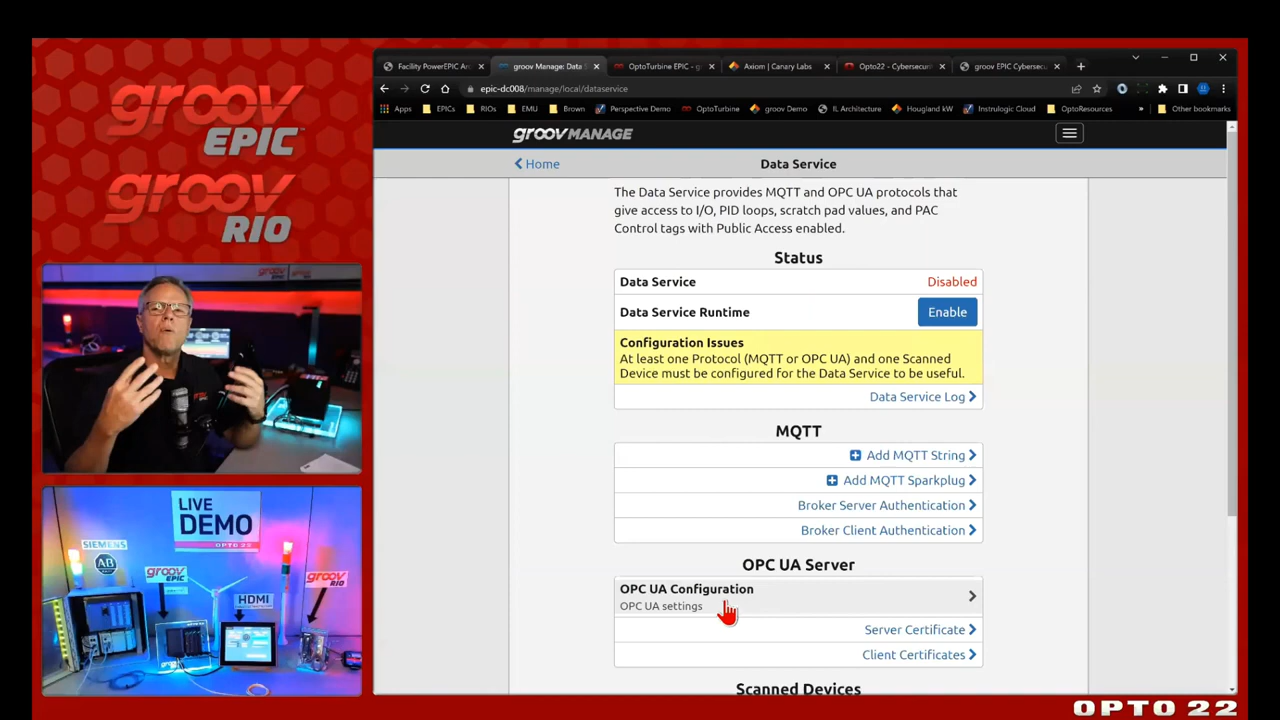 groov
EPIC™
groov
RIO
SIEMENS
AB
groov
EPIC
LIVE
DEMO
OPTO 22
HDMI
groov
RIO
Facility PowerEPIC Arc
groov Manage: Data S
OptoTurbine EPIC - g
Axiom | Canary Labs
Opto22 - Cybersecuri
groov EPIC Cybersecu
epic-dc008/manage/local/dataservice
Apps
EPICs
RIOs
EMU
Brown
Perspective Demo
OptoTurbine
groov Demo
IL Architecture
Hougland kW
Instrulogic Cloud
OptoResources
»
Other bookmarks
groov MANAGE
Home
Data Service
The Data Service provides MQTT and OPC UA protocols that
give access to I/O, PID loops, scratch pad values, and PAC
Control tags with Public Access enabled.
Status
Data Service Disabled
Data Service Runtime Enable
Configuration Issues
At least one Protocol (MQTT or OPC UA) and one Scanned
Device must be configured for the Data Service to be useful.
Data Service Log
MQTT
Add MQTT String
Add MQTT Sparkplug
Broker Server Authentication
Broker Client Authentication
OPC UA Server
OPC UA Configuration
OPC UA settings
Server Certificate
Client Certificates
Scanned Devices
OPTO 22